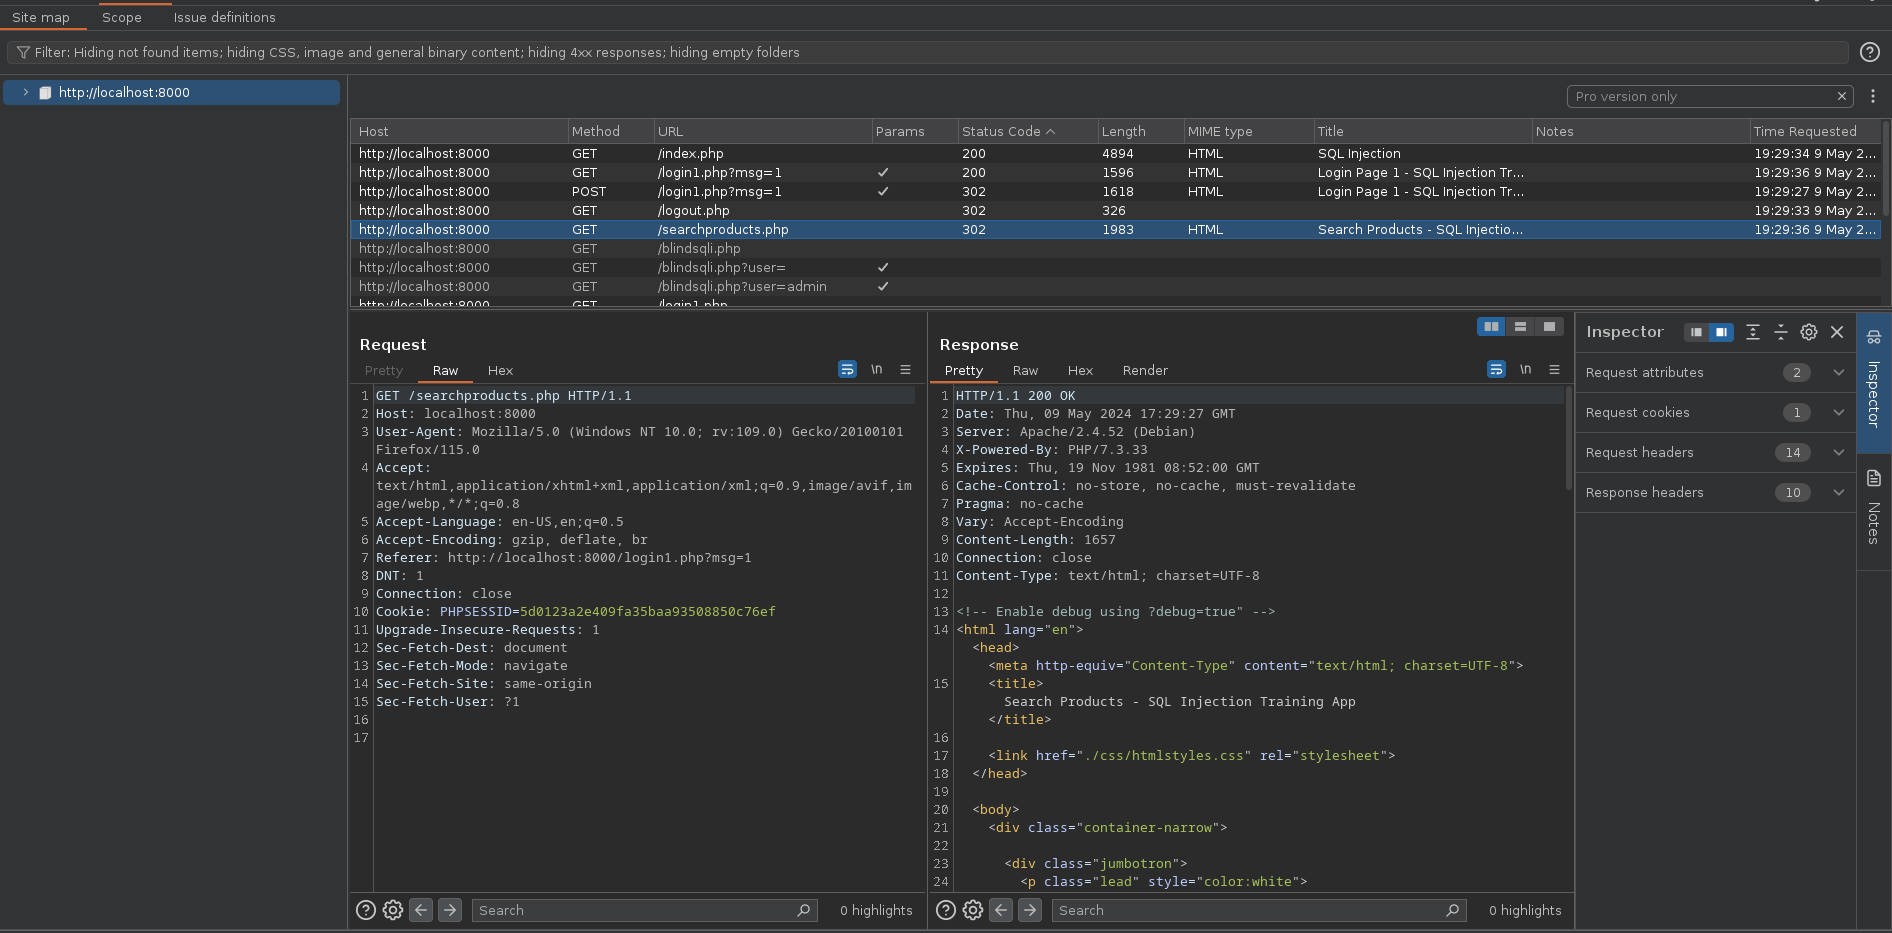 Site map Scope Issue definitions
Filter: Hiding not found items; hiding CSS, image and general binary content; hiding 4xx responses; hiding empty folders
http://localhost:8000
Pro version only
Host Method URL Params Status Code Length MIME type Title Notes Time Requested
http://localhost:8000 GET /index.php 200 4894 HTML SQL Injection 19:29:34 9 May 2...
http://localhost:8000 GET /login1.php?msg=1 ✓ 200 1596 HTML Login Page 1 - SQL Injection Tr... 19:29:36 9 May 2...
http://localhost:8000 POST /login1.php?msg=1 ✓ 302 1618 HTML Login Page 1 - SQL Injection Tr... 19:29:27 9 May 2...
http://localhost:8000 GET /logout.php 302 326 19:29:33 9 May 2...
http://localhost:8000 GET /searchproducts.php 302 1983 HTML Search Products - SQL Injectio... 19:29:36 9 May 2...
http://localhost:8000 GET /blindsqli.php
http://localhost:8000 GET /blindsqli.php?user= ✓
http://localhost:8000 GET /blindsqli.php?user=admin ✓
http://localhost:8000 GET /login1.php
Request
Pretty Raw Hex \n
1 GET /searchproducts.php HTTP/1.1
2 Host: localhost:8000
3 User-Agent: Mozilla/5.0 (Windows NT 10.0; rv:109.0) Gecko/20100101
Firefox/115.0
4 Accept:
text/html,application/xhtml+xml,application/xml;q=0.9,image/avif,im
age/webp,*/*;q=0.8
5 Accept-Language: en-US,en;q=0.5
6 Accept-Encoding: gzip, deflate, br
7 Referer: http://localhost:8000/login1.php?msg=1
8 DNT: 1
9 Connection: close
10 Cookie: PHPSESSID=5d0123a2e409fa35baa93508850c76ef
11 Upgrade-Insecure-Requests: 1
12 Sec-Fetch-Dest: document
13 Sec-Fetch-Mode: navigate
14 Sec-Fetch-Site: same-origin
15 Sec-Fetch-User: ?1
16
17
Search 0 highlights
Response
Pretty Raw Hex Render \n
1 HTTP/1.1 200 OK
2 Date: Thu, 09 May 2024 17:29:27 GMT
3 Server: Apache/2.4.52 (Debian)
4 X-Powered-By: PHP/7.3.33
5 Expires: Thu, 19 Nov 1981 08:52:00 GMT
6 Cache-Control: no-store, no-cache, must-revalidate
7 Pragma: no-cache
8 Vary: Accept-Encoding
9 Content-Length: 1657
10 Connection: close
11 Content-Type: text/html; charset=UTF-8
12
13 <!-- Enable debug using ?debug=true" -->
14 <html lang="en">
<head>
<meta http-equiv="Content-Type" content="text/html; charset=UTF-8">
15 <title>
Search Products - SQL Injection Training App
</title>
16
17 <link href="./css/htmlstyles.css" rel="stylesheet">
18 </head>
19
20 <body>
21 <div class="container-narrow">
22
23 <div class="jumbotron">
24 <p class="lead" style="color:white">
Search 0 highlights
Inspector
Request attributes 2
Request cookies 1
Request headers 14
Response headers 10
Inspector
Notes